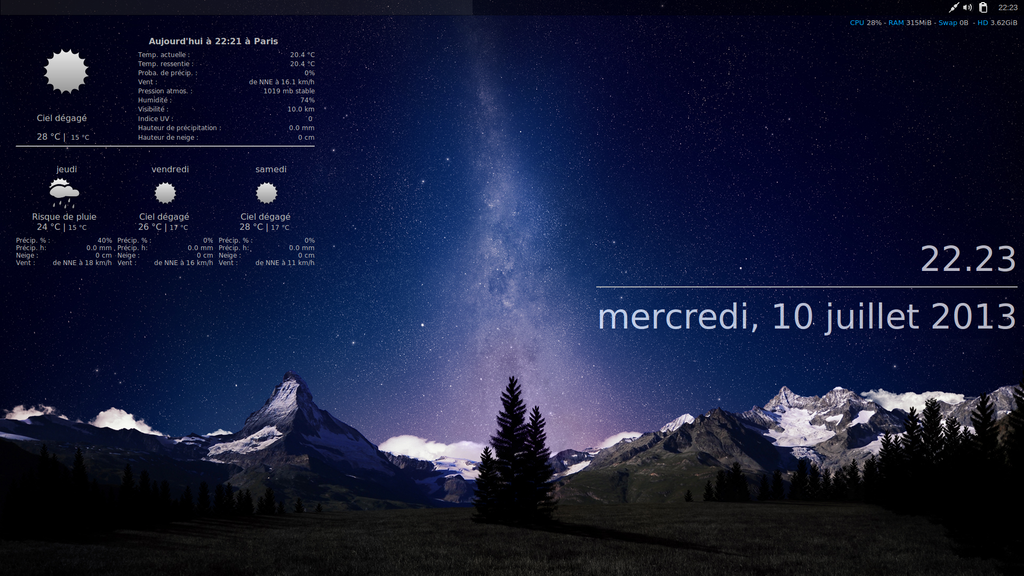 22:23
CPU 28% - RAM 315MiB - Swap 0B - HD 3.62GiB
Aujourd'hui à 22:21 à Paris
Temp. actuelle : 20.4 °C
Temp. ressentie : 20.4 °C
Proba. de précip. : 0%
Vent : de NNE à 16.1 km/h
Pression atmos. : 1019 mb stable
Humidité : 74%
Visibilité : 10.0 km
Indice UV : 0
Hauteur de précipitation : 0.0 mm
Hauteur de neige : 0 cm
Ciel dégagé
28 °C | 15 °C
jeudi vendredi samedi
Risque de pluie Ciel dégagé Ciel dégagé
24 °C | 15 °C 26 °C | 17 °C 28 °C | 17 °C
Précip. % : 40% Précip. % : 0% Précip. % : 0%
Précip. h: 0.0 mm Précip. h: 0.0 mm Précip. h: 0.0 mm
Neige : 0 cm Neige : 0 cm Neige : 0 cm
Vent : de NNE à 18 km/h Vent : de NNE à 16 km/h Vent : de NNE à 11 km/h
22.23
mercredi, 10 juillet 2013